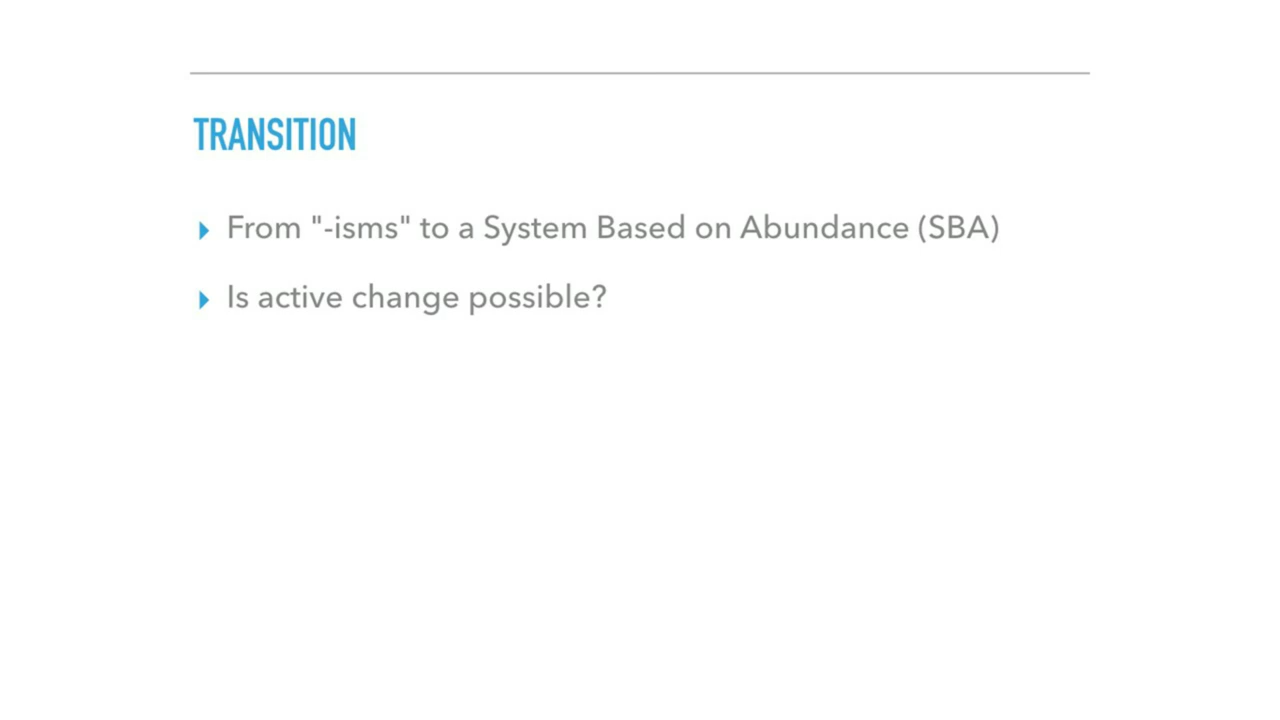 TRANSITION
From "-isms" to a System Based on Abundance (SBA)
Is active change possible?